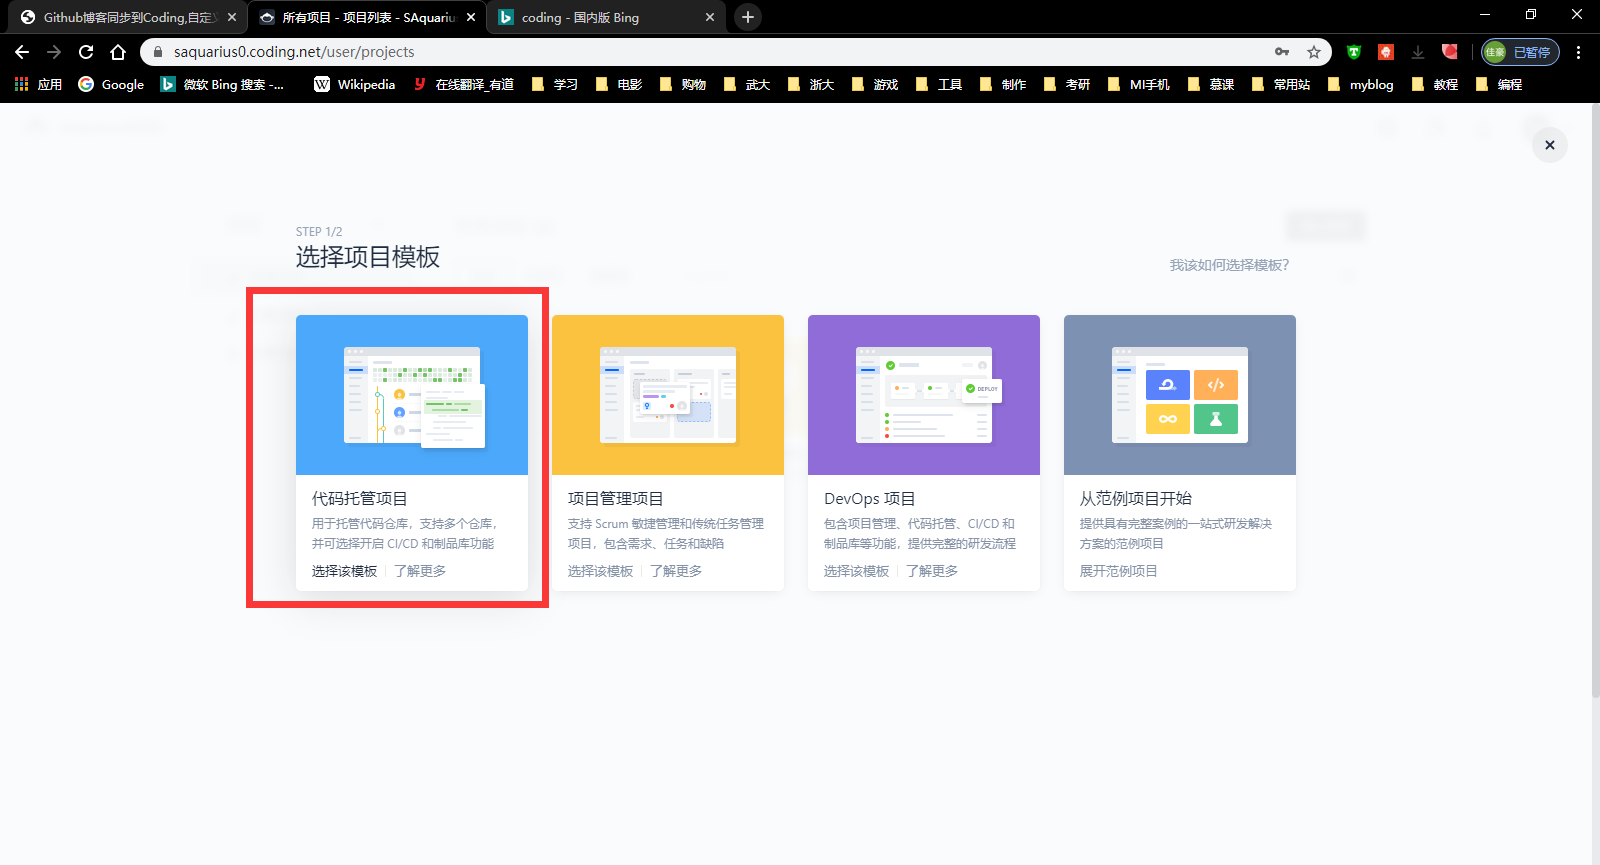 Github博客同步到Coding,自定义
所有项目 - 项目列表 - SAquariu
coding - 国内版 Bing
saquarius0.coding.net/user/projects
佳豪 已暂停
应用 Google 微软 Bing 搜索 -... Wikipedia 在线翻译_有道 学习 电影 购物 武大 浙大 游戏 工具 制作 考研 MI手机 慕课 常用站 myblog 教程 编程
STEP 1/2
选择项目模板
我该如何选择模板?
DEPLOY
代码托管项目
用于托管代码仓库，支持多个仓库，
并可选择开启 CI/CD 和制品库功能
选择该模板 了解更多
项目管理项目
支持 Scrum 敏捷管理和传统任务管理
项目，包含需求、任务和缺陷
选择该模板 了解更多
DevOps 项目
包含项目管理、代码托管、CI/CD 和
制品库等功能，提供完整的研发流程
选择该模板 了解更多
从范例项目开始
提供具有完整案例的一站式研发解决
方案的范例项目
展开范例项目